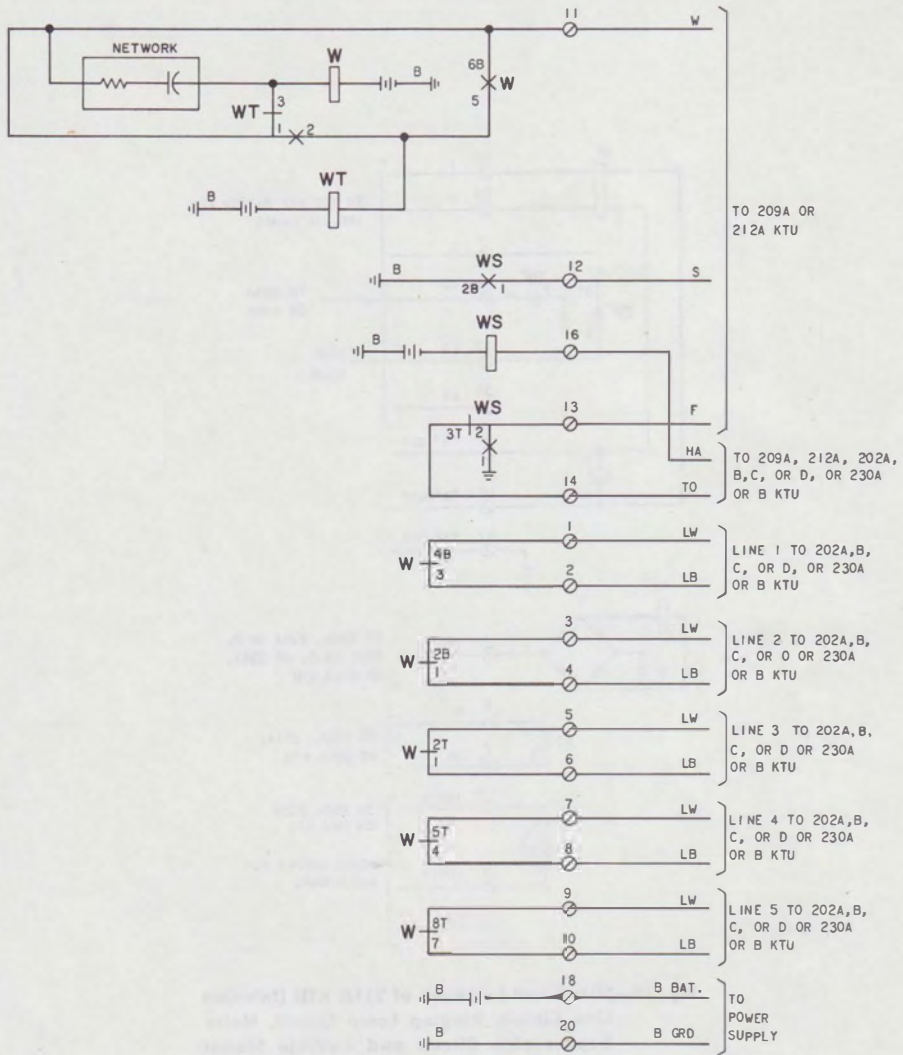 11
W
NETWORK
W
B
6B
W
5
WT
3
1
2
WT
B
TO 209A OR
212A KTU
B
WS
2B
1
12
S
B
WS
16
WS
3T
2
1
13
F
HA
14
TO
TO 209A, 212A, 202A,
B,C, OR D, OR 230A
OR B KTU
W
4B
3
1
LW
2
LB
LINE 1 TO 202A,B,
C, OR D, OR 230A
OR B KTU
W
2B
1
3
LW
4
LB
LINE 2 TO 202A,B,
C, OR O OR 230A
OR B KTU
W
2T
1
5
LW
6
LB
LINE 3 TO 202A,B,
C, OR D OR 230A
OR B KTU
W
5T
4
7
LW
8
LB
LINE 4 TO 202A,B,
C, OR D OR 230A
OR B KTU
W
8T
7
9
LW
10
LB
LINE 5 TO 202A,B,
C, OR D OR 230A
OR B KTU
B
18
B BAT.
B
20
B GRD
TO
POWER
SUPPLY